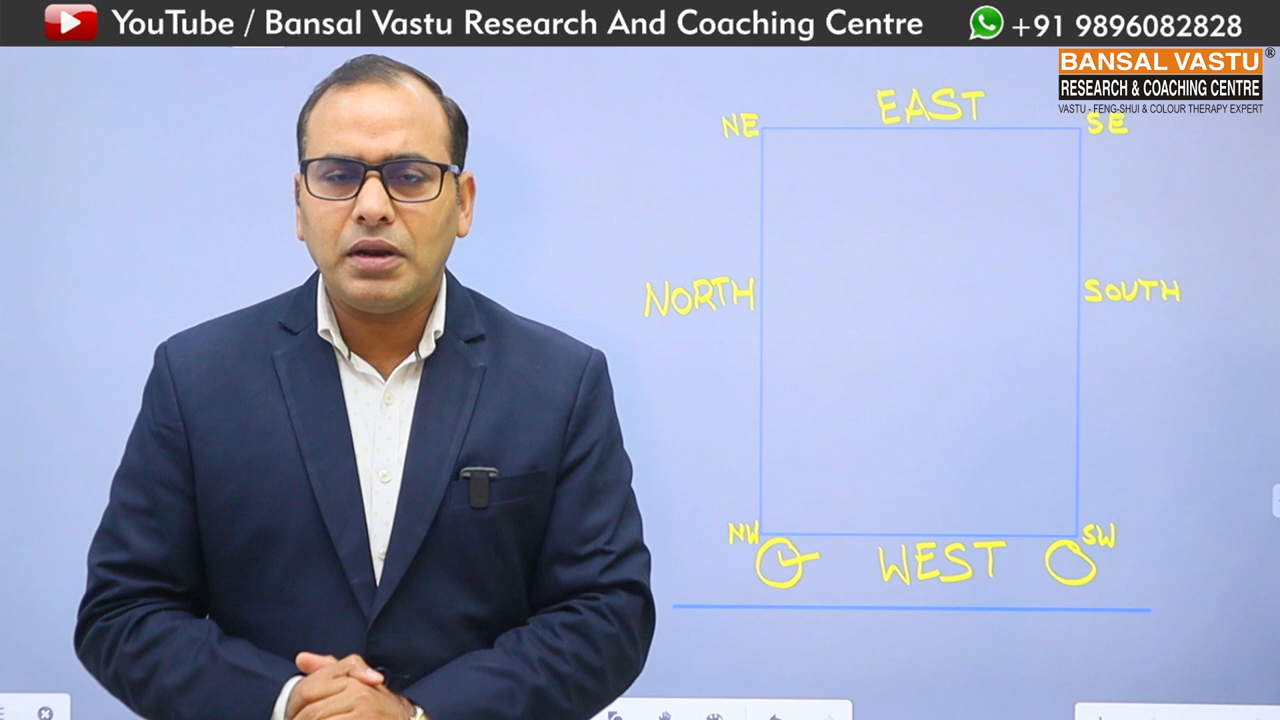 YouTube / Bansal Vastu Research And Coaching Centre
+91 9896082828
BANSAL VASTU®
RESEARCH & COACHING CENTRE
VASTU - FENG-SHUI & COLOUR THERAPY EXPERT
EAST
NE
SE
NORTH
SOUTH
NW
SW
WEST